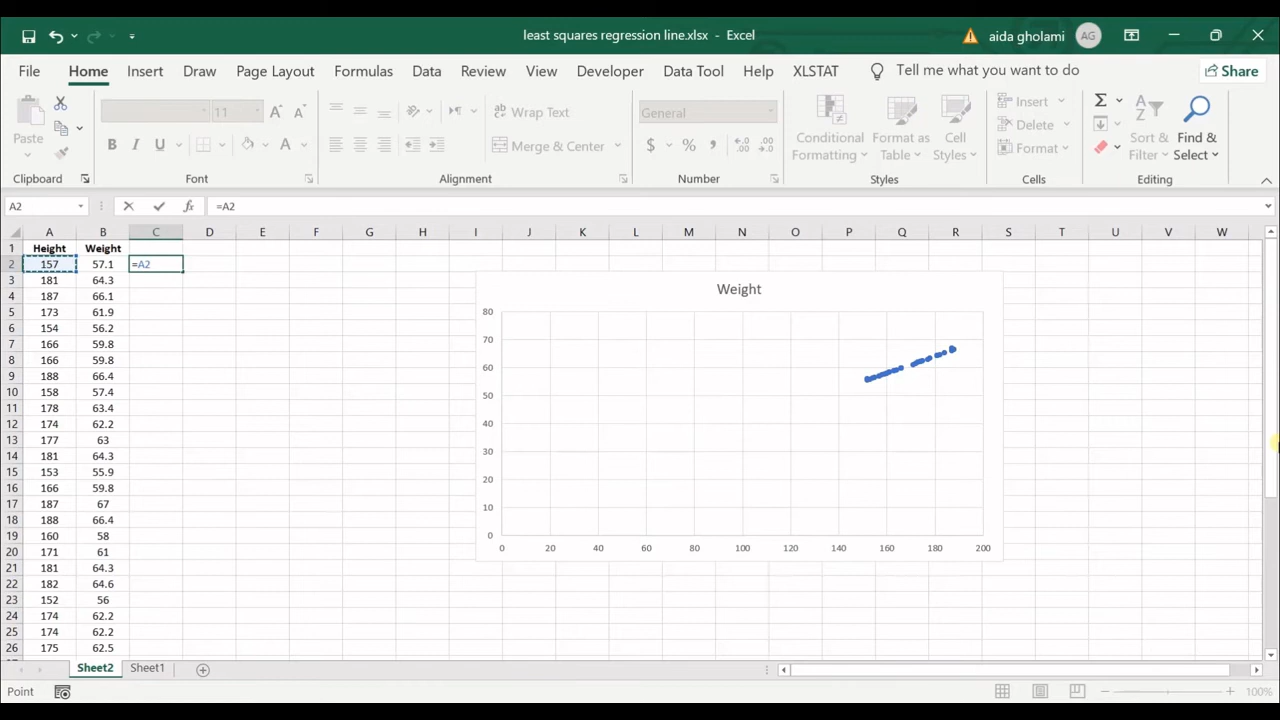 least squares regression line.xlsx - Excel
aida gholami AG
File Home Insert Draw Page Layout Formulas Data Review View Developer Data Tool Help XLSTAT Tell me what you want to do Share
11 A A Wrap Text General Insert
Paste B I U A Merge & Center $ % Conditional Formatting Format as Table Cell Styles Delete Format Sort & Filter Find & Select
Clipboard Font Alignment Number Styles Cells Editing
A2 fx =A2
A B C D E F G H I J K L M N O P Q R S T U V W
1 Height Weight
2 157 57.1 =A2
3 181 64.3
4 187 66.1
5 173 61.9
6 154 56.2
7 166 59.8
8 166 59.8
9 188 66.4
10 158 57.4
11 178 63.4
12 174 62.2
13 177 63
14 181 64.3
15 153 55.9
16 166 59.8
17 187 67
18 188 66.4
19 160 58
20 171 61
21 181 64.3
22 182 64.6
23 152 56
24 174 62.2
25 174 62.2
26 175 62.5
Weight
80
70
60
50
40
30
20
10
0
0 20 40 60 80 100 120 140 160 180 200
Sheet2 Sheet1
Point 100%